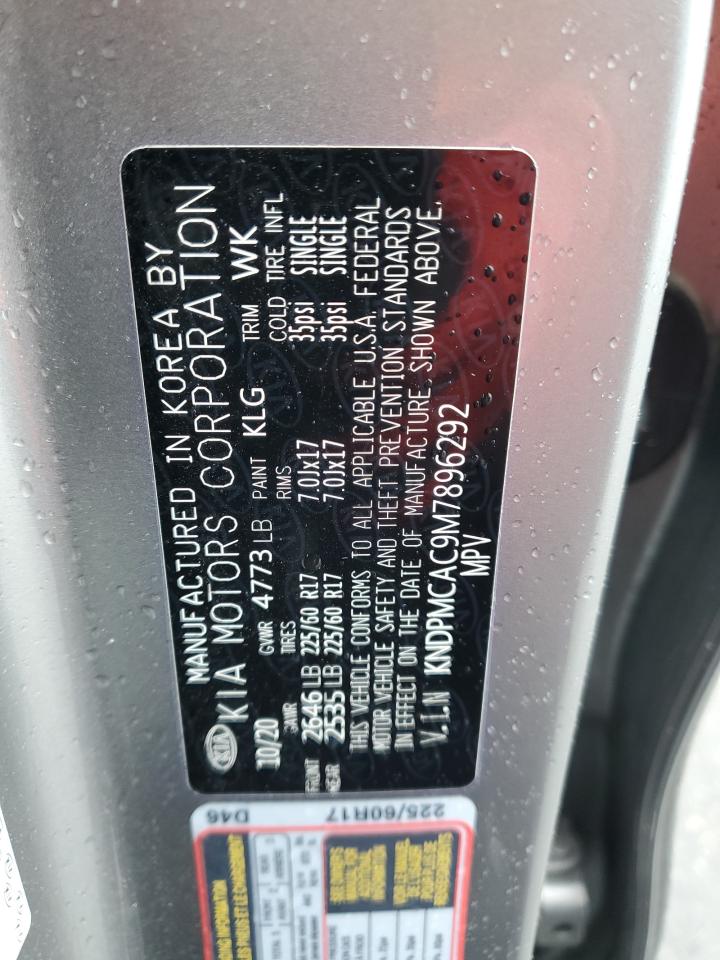 MANUFACTURED IN KOREA BY
KIA KIA MOTORS CORPORATION
10/20 GVWR 4773 LB PAINT KLG TRIM WK
GAWR TIRES RIMS COLD TIRE INFL
FRONT 2646 LB 225/60 R17 7.0Jx17 35psi SINGLE
REAR 2535 LB 225/60 R17 7.0Jx17 35psi SINGLE
THIS VEHICLE CONFORMS TO ALL APPLICABLE U.S.A. FEDERAL
MOTOR VEHICLE SAFETY AND THEFT PREVENTION STANDARDS
IN EFFECT ON THE DATE OF MANUFACTURE SHOWN ABOVE.
V.I.N KNDPMCAC9M7896292
MPV
D46
225/60R17
INFORMATION